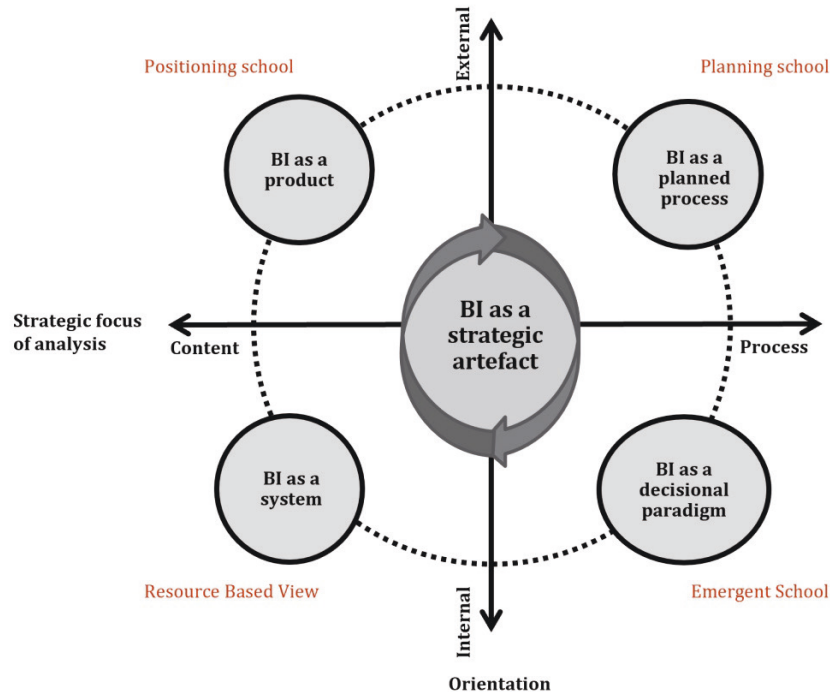 Positioning school
External
Planning school
BI as a
product
BI as a
planned
process
Strategic focus
of analysis
Content
BI as a
strategic
artefact
Process
BI as a
system
BI as a
decisional
paradigm
Resource Based View
Internal
Emergent School
Orientation